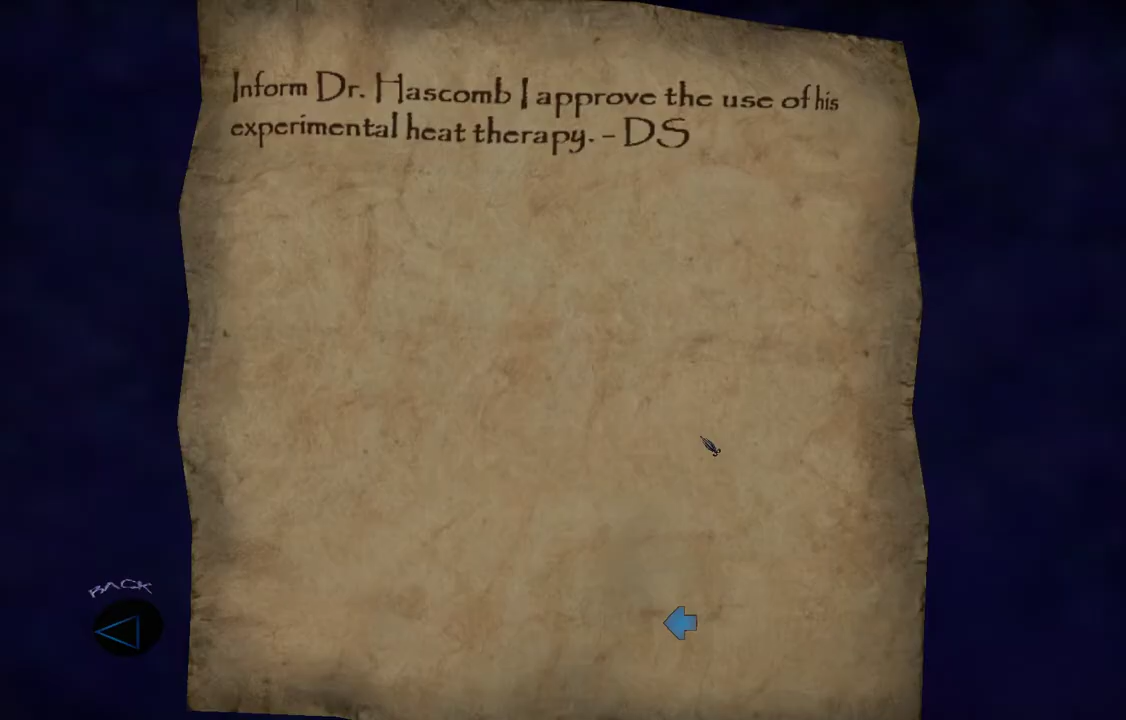 Inform Dr. Hascomb I approve the use of his
experimental heat therapy. - DS
BACK